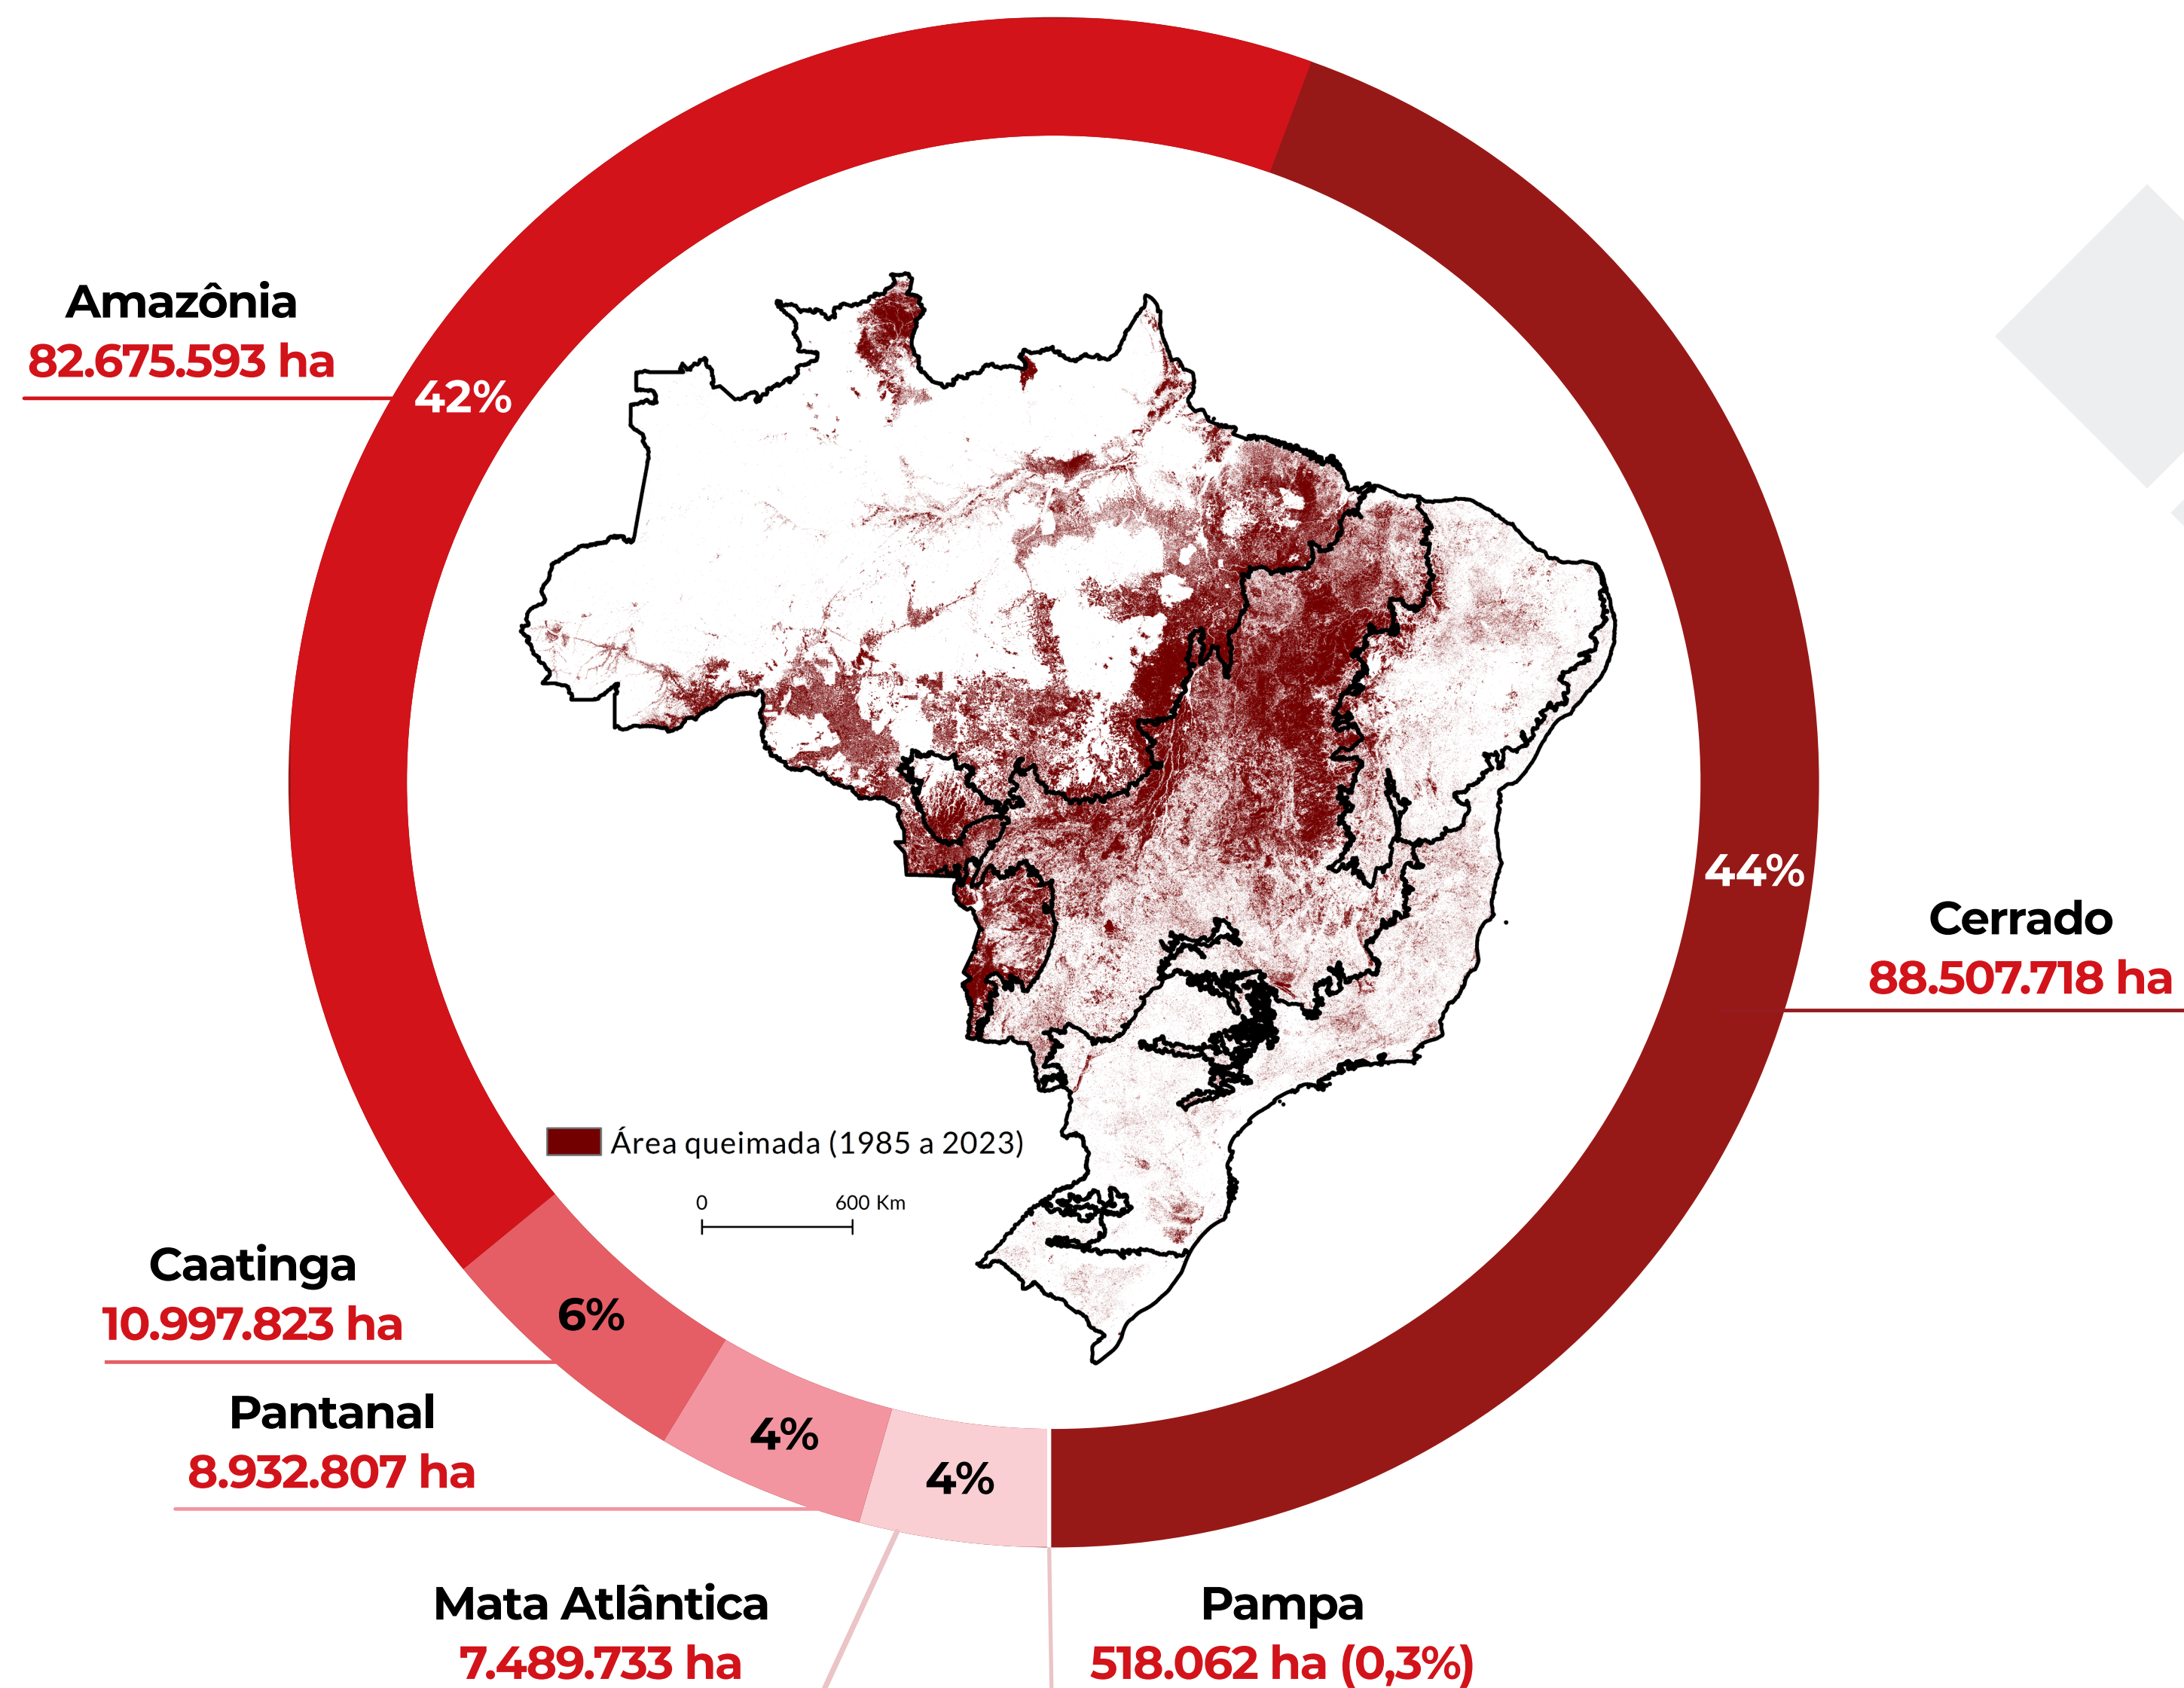 Amazônia
82.675.593 ha
42%
44%
Cerrado
88.507.718 ha
Área queimada (1985 a 2023)
0 600 Km
Caatinga
10.997.823 ha
6%
Pantanal
8.932.807 ha
4%
4%
Mata Atlântica
7.489.733 ha
Pampa
518.062 ha (0,3%)